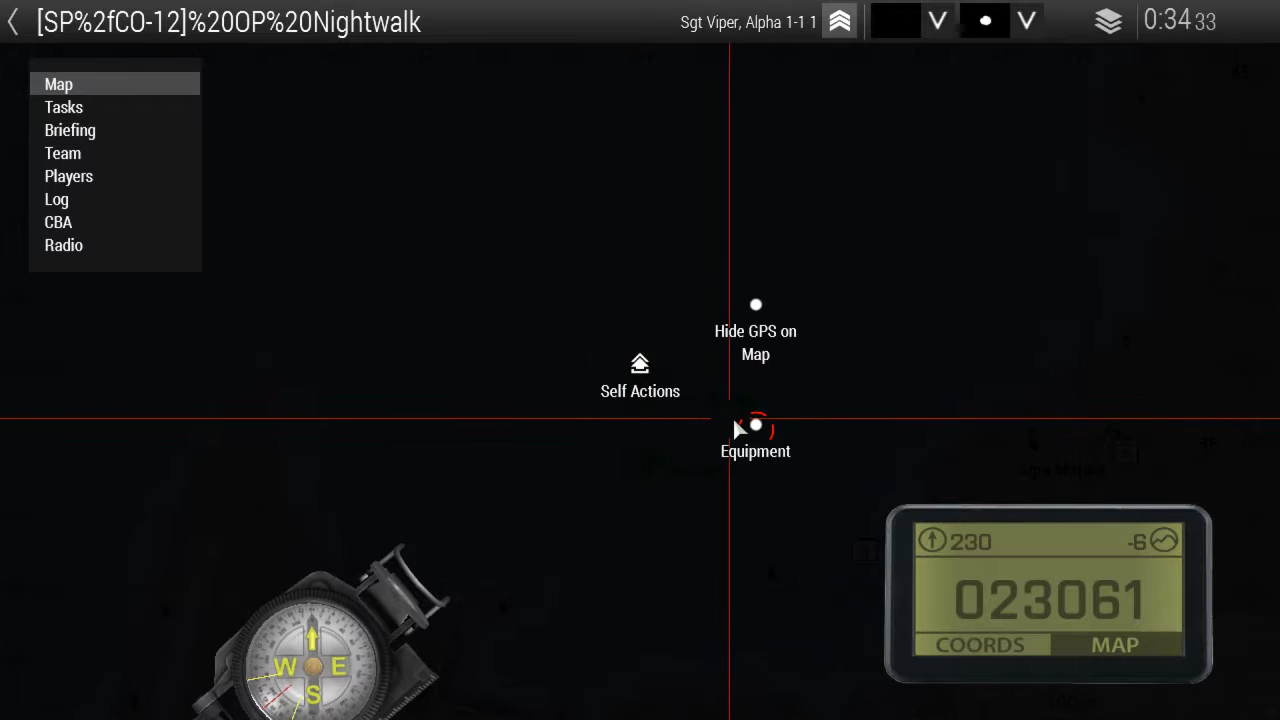 [SP%2fCO-12]%20OP%20Nightwalk
Sgt Viper, Alpha 1-1 1
0:34 33
Map
Tasks
Briefing
Team
Players
Log
CBA
Radio
Hide GPS on
Map
Self Actions
Equipment
230
-6
023061
COORDS
MAP
W E
S